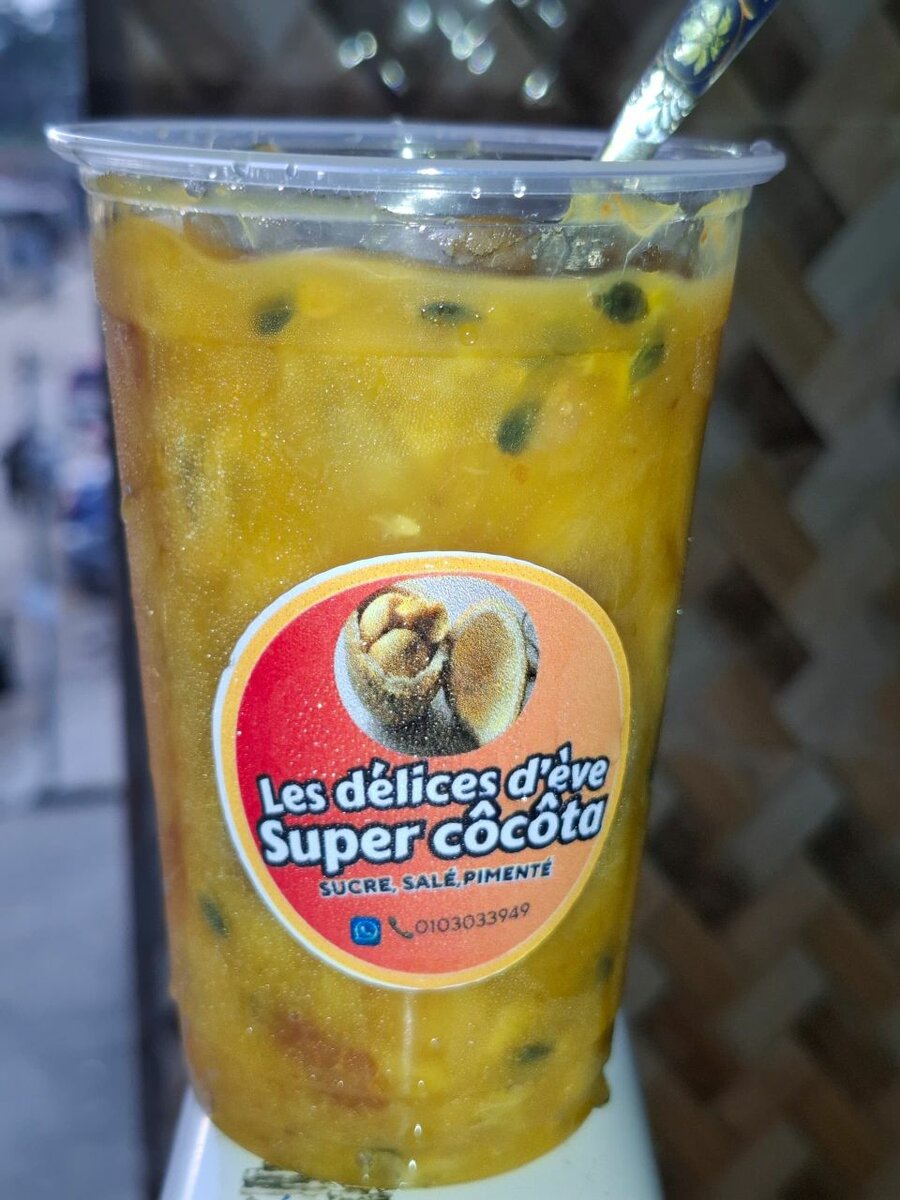 Les délices d'ève
Super côcôta
SUCRE, SALÉ,PIMENTÉ
0103033949